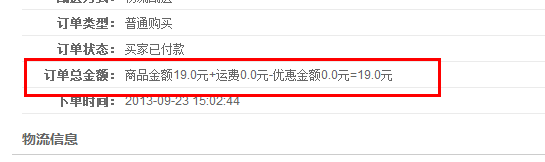 订单类型： 普通购买
订单状态： 买家已付款
订单总金额： 商品金额19.0元+运费0.0元-优惠金额0.0元=19.0元
下单时间： 2013-09-23 15:02:44
物流信息